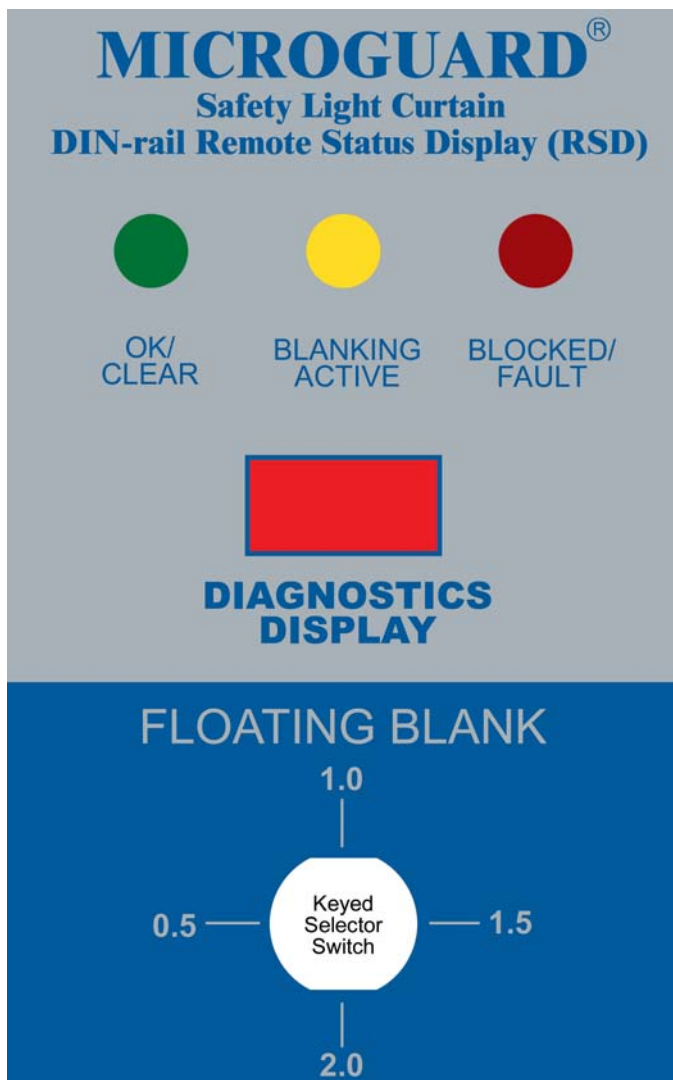 MICROGUARD®
Safety Light Curtain
DIN-rail Remote Status Display (RSD)
OK/
CLEAR
BLANKING
ACTIVE
BLOCKED/
FAULT
DIAGNOSTICS
DISPLAY
FLOATING BLANK
1.0
0.5
Keyed
Selector
Switch
1.5
2.0